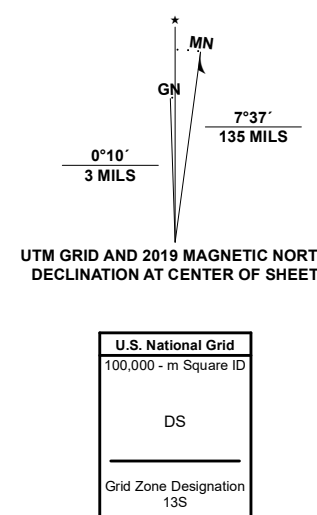 ★
MN
GN
7°37´
135 MILS
0°10´
3 MILS
UTM GRID AND 2019 MAGNETIC NORT
DECLINATION AT CENTER OF SHEET
U.S. National Grid
100,000 - m Square ID
DS
Grid Zone Designation
13S